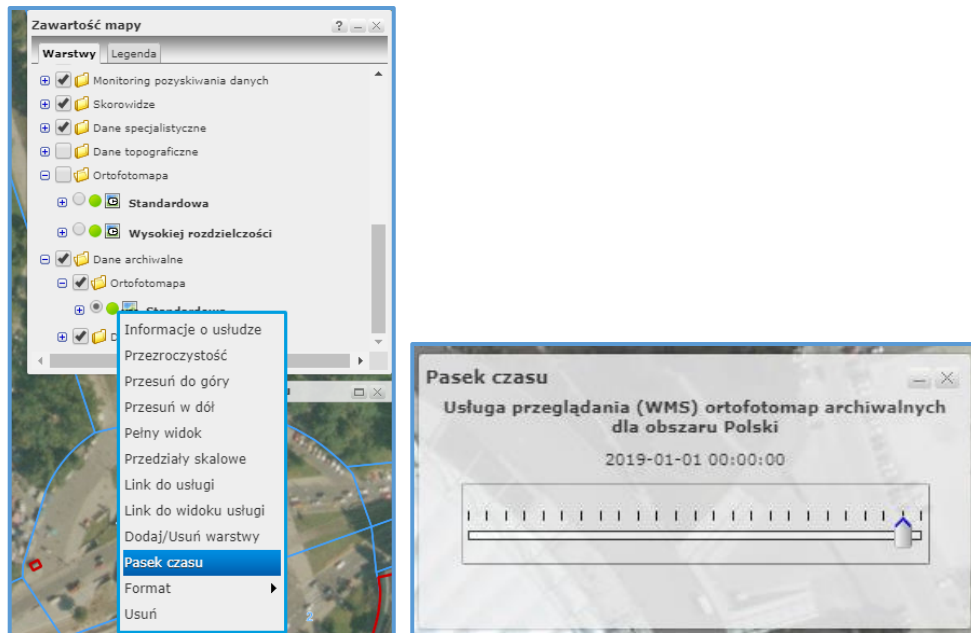 Zawartość mapy
Warstwy Legenda
Monitoring pozyskiwania danych
Skorowidze
Dane specjalistyczne
Dane topograficzne
Ortofotomapa
Standardowa
Wysokiej rozdzielczości
Dane archiwalne
Ortofotomapa
Standardowa
D
Informacje o usłudze
Przezroczystość
Przesuń do góry
Przesuń w dół
Pełny widok
Przedziały skalowe
Link do usługi
Link do widoku usługi
Dodaj/Usuń warstwy
Pasek czasu
Format
Usuń
Pasek czasu
Usługa przeglądania (WMS) ortofotomap archiwalnych
dla obszaru Polski
2019-01-01 00:00:00